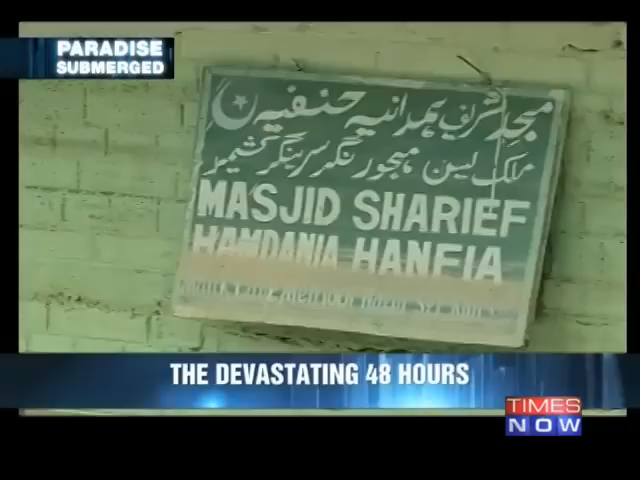 PARADISE
SUBMERGED
مسجد شریف ہمدانیہ حنفیہ
ملک لین مہجور نگر سرینگر کشمیر
MASJID SHARIEF
HAMDANIA HANFIA
THE DEVASTATING 48 HOURS
TIMES
NOW